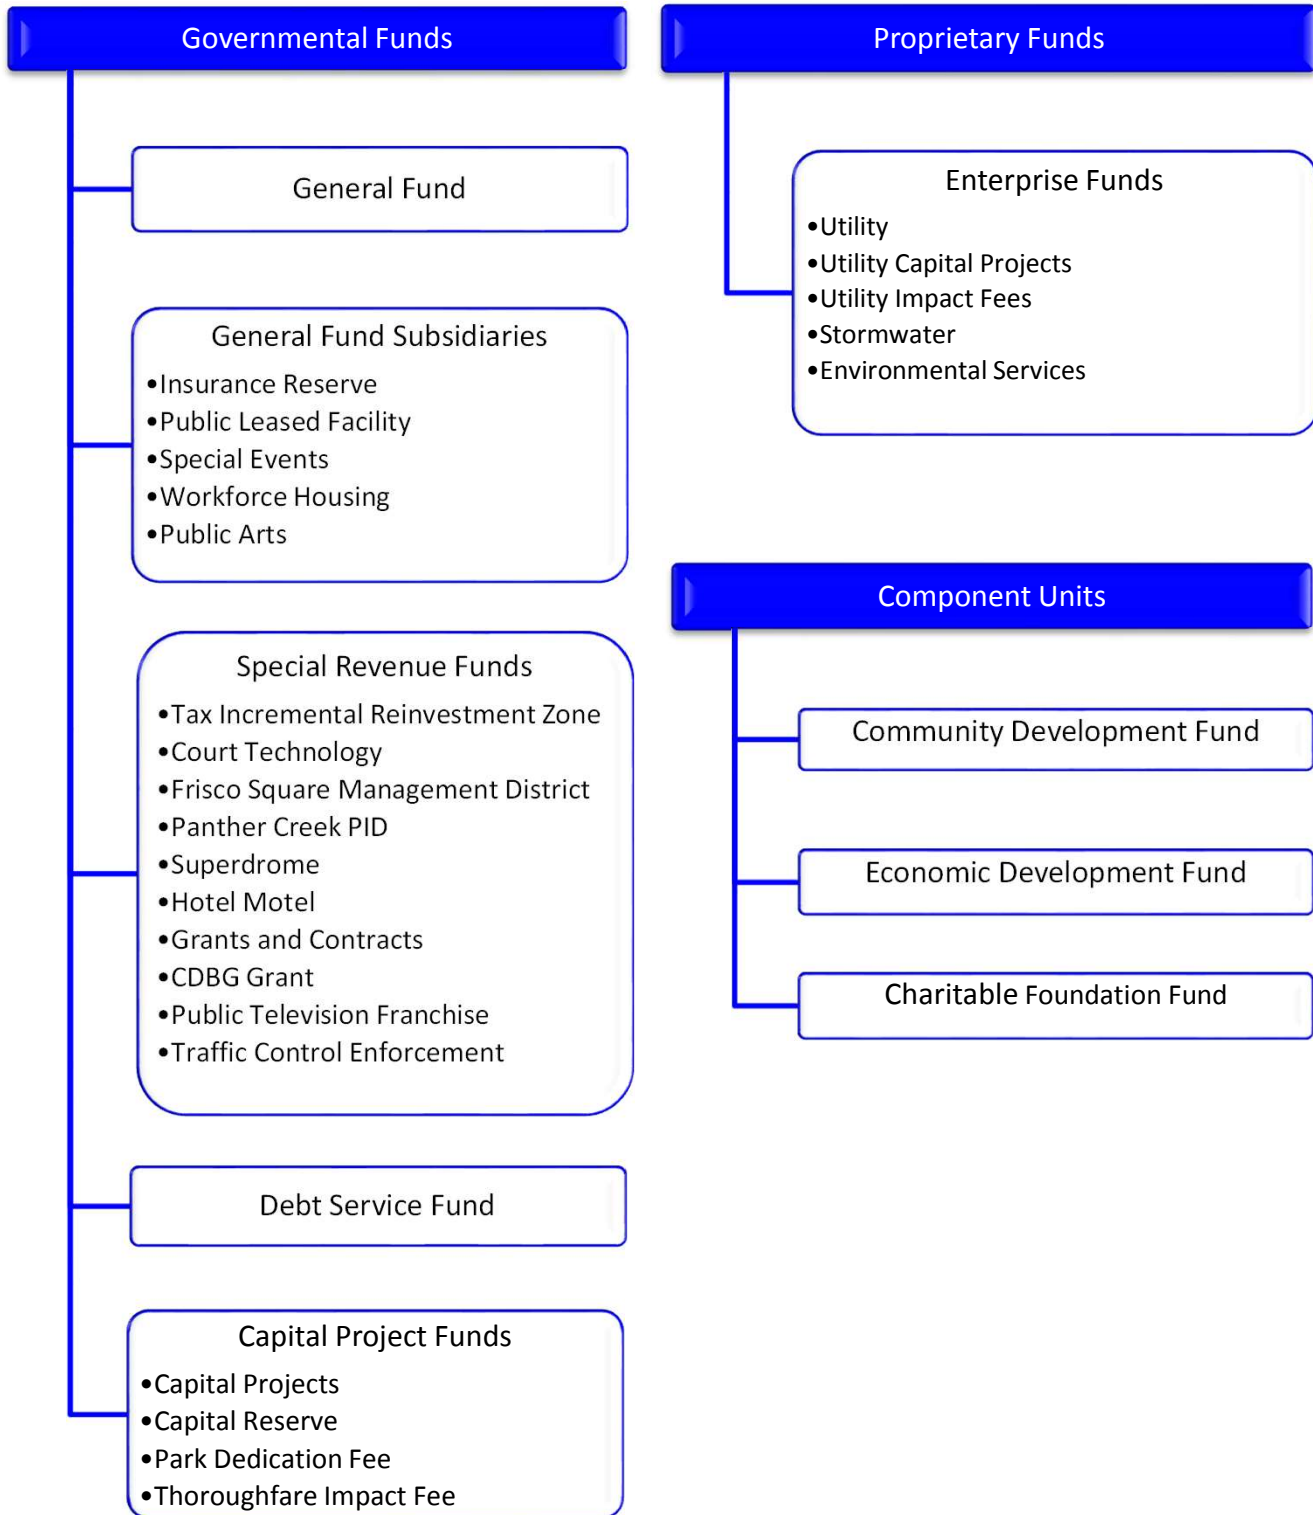 Governmental Funds
General Fund
General Fund Subsidiaries
•Insurance Reserve
•Public Leased Facility
•Special Events
•Workforce Housing
•Public Arts
Special Revenue Funds
•Tax Incremental Reinvestment Zone
•Court Technology
•Frisco Square Management District
•Panther Creek PID
•Superdrome
•Hotel Motel
•Grants and Contracts
•CDBG Grant
•Public Television Franchise
•Traffic Control Enforcement
Debt Service Fund
Capital Project Funds
•Capital Projects
•Capital Reserve
•Park Dedication Fee
•Thoroughfare Impact Fee
Proprietary Funds
Enterprise Funds
•Utility
•Utility Capital Projects
•Utility Impact Fees
•Stormwater
•Environmental Services
Component Units
Community Development Fund
Economic Development Fund
Charitable Foundation Fund